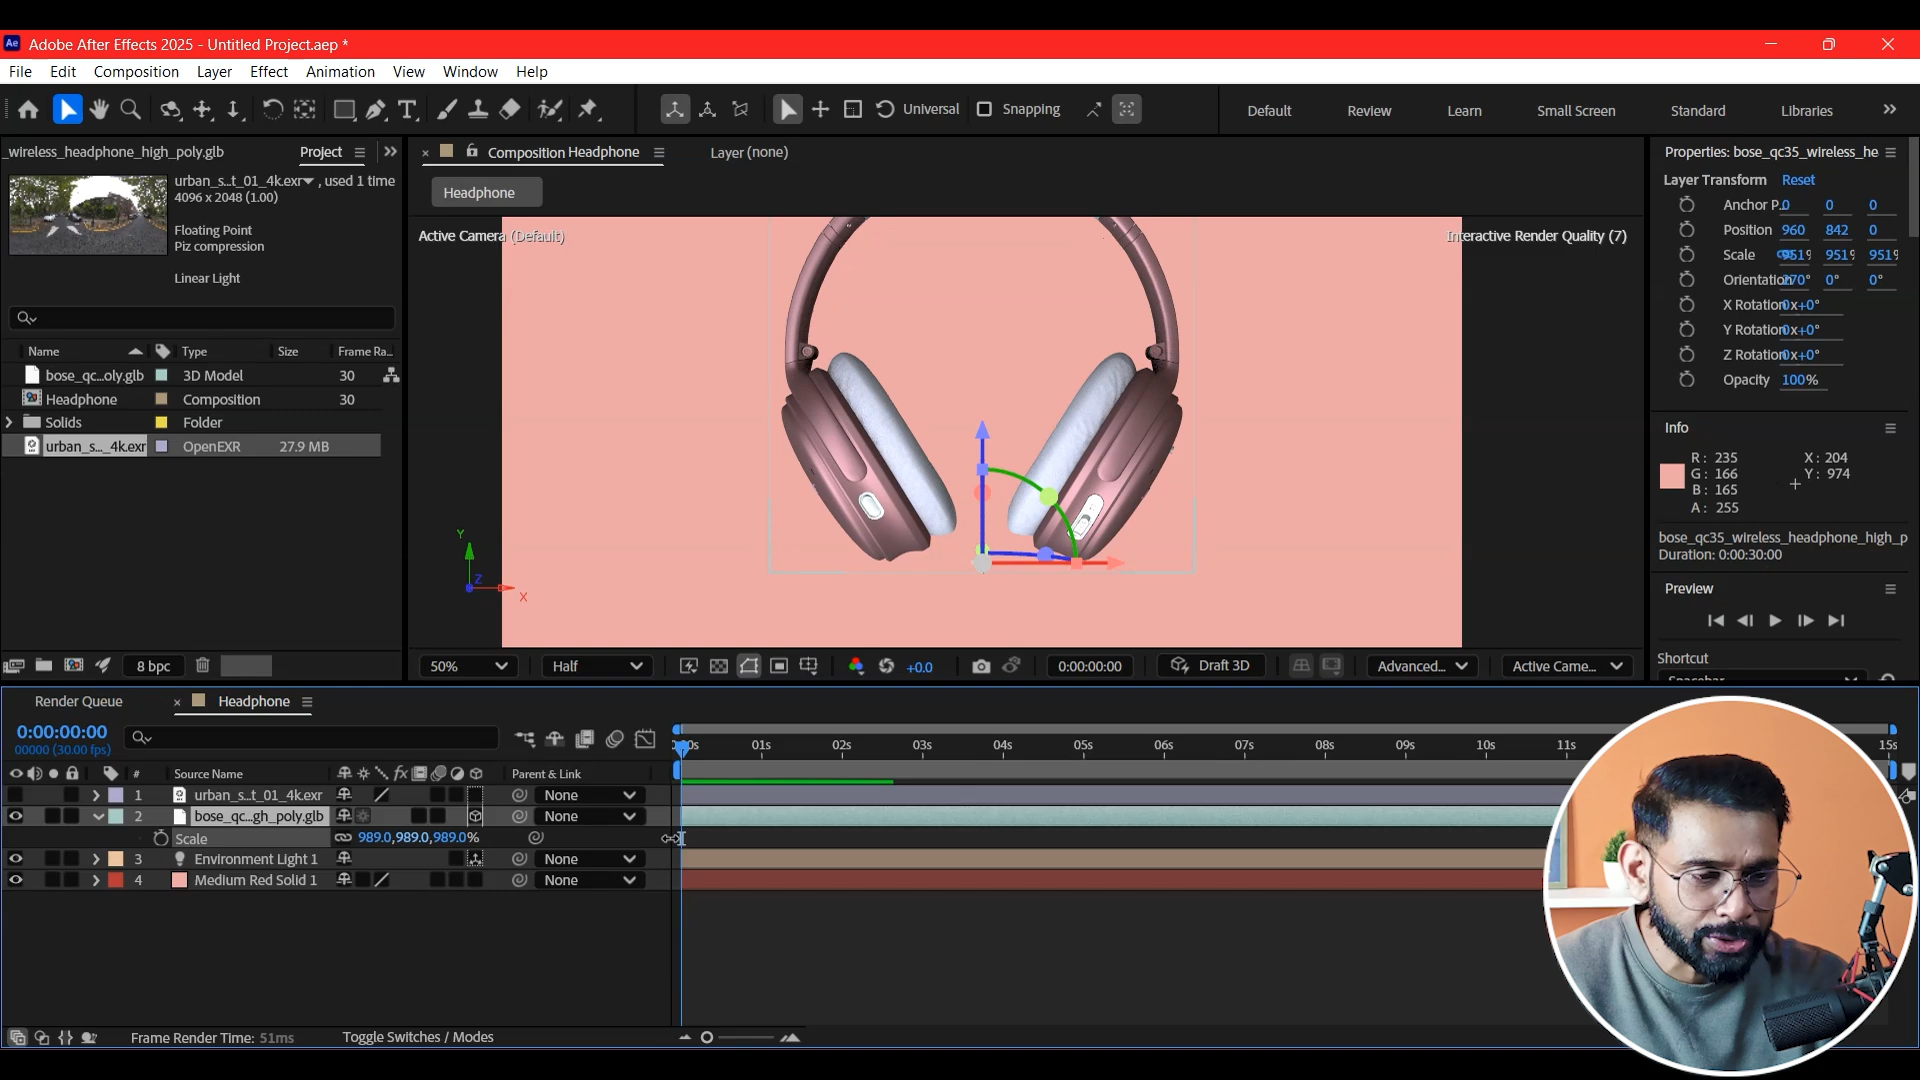 Adobe After Effects 2025 - Untitled Project.aep *
File Edit Composition Layer Effect Animation View Window Help
Universal Snapping Default Review Learn Small Screen Standard Libraries
_wireless_headphone_high_poly.glb Project
urban_s...t_01_4k.exr , used 1 time
4096 x 2048 (1.00)
Floating Point
Piz compression
Linear Light
Name Type Size Frame Ra...
bose_qc...oly.glb 3D Model 30
Headphone Composition 30
Solids Folder
urban_s..._4k.exr OpenEXR 27.9 MB
8 bpc
Composition Headphone Layer (none)
Headphone
Active Camera (Default)
Interactive Render Quality (7)
Y
Z
X
50% Half +0.0 0:00:00:00 Draft 3D Advanced... Active Came...
Properties: bose_qc35_wireless_he
Layer Transform Reset
Anchor P... 0 0 0
Position 960 842 0
Scale 951% 951% 951%
Orientation 270° 0° 0°
X Rotation 0x+0°
Y Rotation 0x+0°
Z Rotation 0x+0°
Opacity 100%
Info
R: 235 X: 204
G: 166 Y: 974
B: 165
A: 255
bose_qc35_wireless_headphone_high_p
Duration: 0:00:30:00
Preview
Shortcut
Spacebar
Render Queue Headphone
0:00:00:00
00000 (30.00 fps)
00s 01s 02s 03s 04s 05s 06s 07s 08s 09s 10s 11s 15s
# Source Name Parent & Link
1 urban_s...t_01_4k.exr None
2 bose_qc...gh_poly.glb None
Scale 989.0,989.0,989.0%
3 Environment Light 1 None
4 Medium Red Solid 1 None
Frame Render Time: 51ms Toggle Switches / Modes